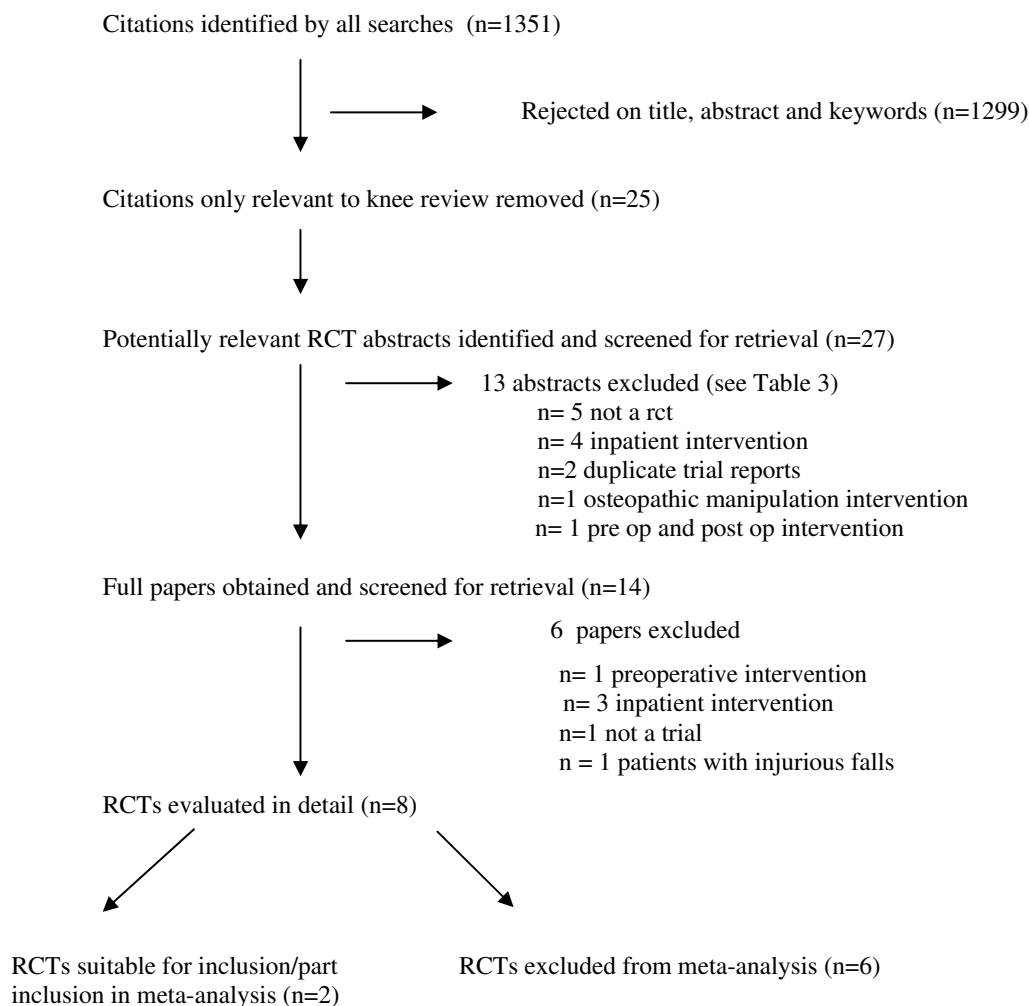 Citations identified by all searches (n=1351)
Rejected on title, abstract and keywords (n=1299)
Citations only relevant to knee review removed (n=25)
Potentially relevant RCT abstracts identified and screened for retrieval (n=27)
13 abstracts excluded (see Table 3)
n= 5 not a rct
n= 4 inpatient intervention
n=2 duplicate trial reports
n=1 osteopathic manipulation intervention
n= 1 pre op and post op intervention
Full papers obtained and screened for retrieval (n=14)
6 papers excluded
n= 1 preoperative intervention
n= 3 inpatient intervention
n=1 not a trial
n = 1 patients with injurious falls
RCTs evaluated in detail (n=8)
RCTs suitable for inclusion/part
inclusion in meta-analysis (n=2)
RCTs excluded from meta-analysis (n=6)